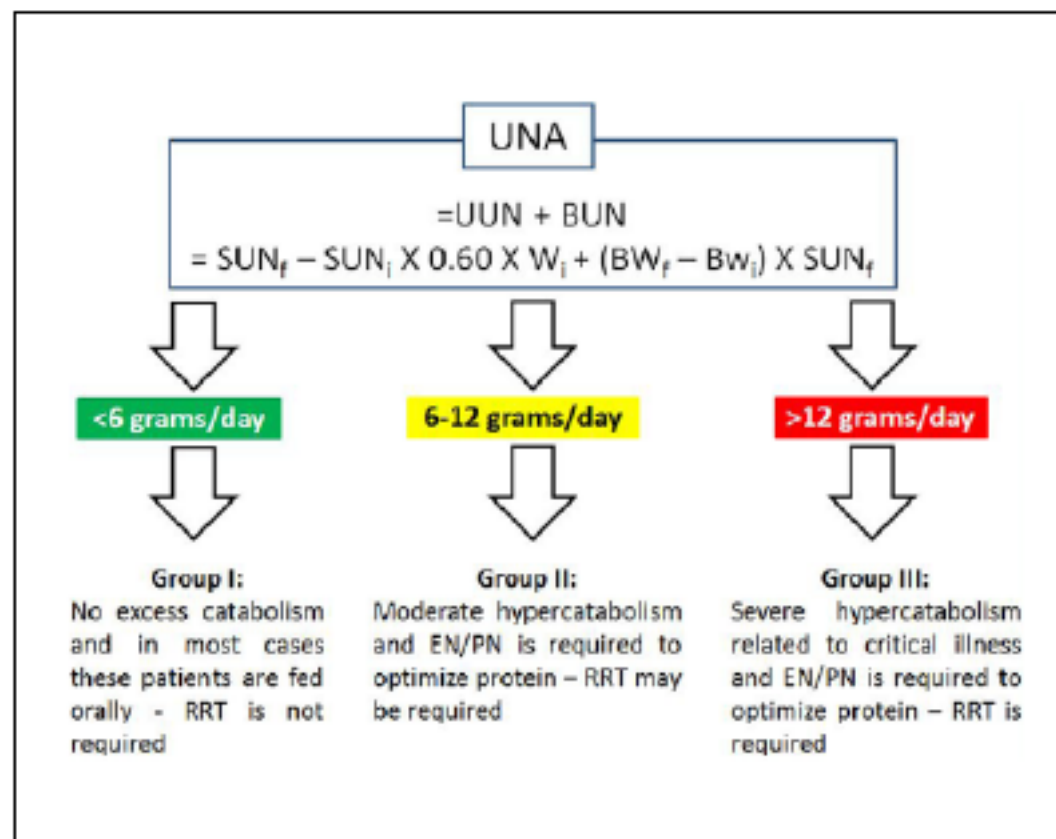 UNA
=UUN + BUN
= SUNf – SUNi X 0.60 X Wi + (BWf – Bwi) X SUNf
<6 grams/day
6-12 grams/day
>12 grams/day
Group I:
No excess catabolism
and in most cases
these patients are fed
orally - RRT is not
required
Group II:
Moderate hypercatabolism
and EN/PN is required to
optimize protein – RRT may
be required
Group III:
Severe hypercatabolism
related to critical illness
and EN/PN is required to
optimize protein – RRT is
required